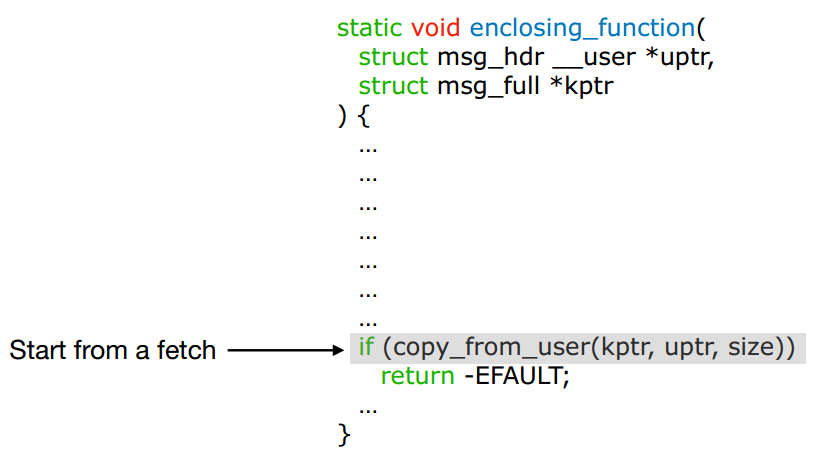 static void enclosing_function(
struct msg_hdr __user *uptr,
struct msg_full *kptr
) {
...
...
...
...
...
...
...
Start from a fetch
if (copy_from_user(kptr, uptr, size))
return -EFAULT;
...
}